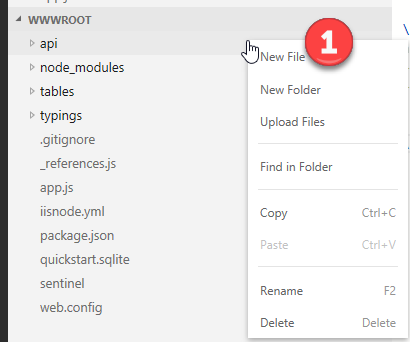 WWWROOT
api
node_modules
tables
typings
.gitignore
_references.js
app.js
iisnode.yml
package.json
quickstart.sqlite
sentinel
web.config
1
New File
New Folder
Upload Files
Find in Folder
Copy Ctrl+C
Paste Ctrl+V
Rename F2
Delete Delete